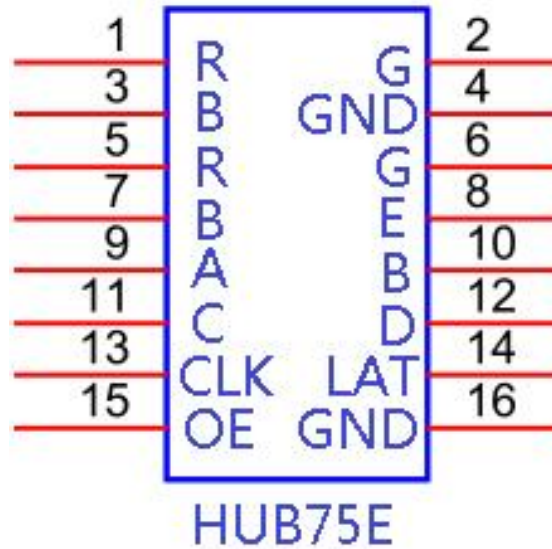 1 R G 2
3 B GND 4
5 R G 6
7 B E 8
9 A B 10
11 C D 12
13 CLK LAT 14
15 OE GND 16
HUB75E